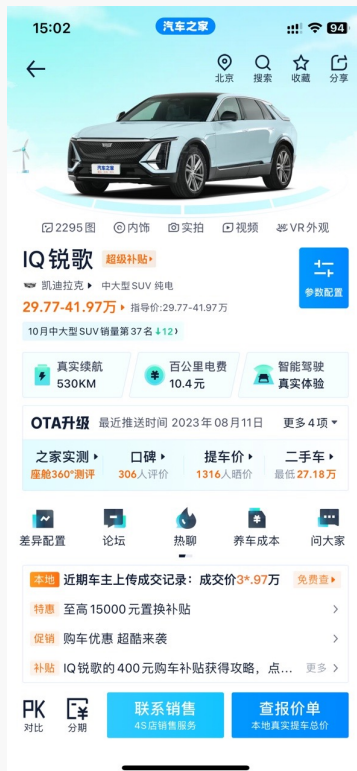 15:02
汽车之家
94
北京
搜索
收藏
分享
汽车之家
2295图
内饰
实拍
视频
VR外观
IQ锐歌
超级补贴
凯迪拉克
中大型SUV 纯电
29.77-41.97万
指导价:29.77-41.97万
参数配置
10月中大型SUV销量第37名 ↓12
真实续航
530KM
百公里电费
10.4元
智能驾驶
真实体验
OTA升级 最近推送时间 2023年08月11日 更多4项
之家实测
口碑
提车价
二手车
座舱360°测评
306人评价
1316人晒价
最低27.18万
差异配置
论坛
热聊
养车成本
问大家
本地 近期车主上传成交记录：成交价3*.97万 免费查
特惠 至高15000元置换补贴
促销 购车优惠 超酷来袭
补贴 IQ锐歌的400元购车补贴获得攻略，点... 更多
PK
对比
分期
联系销售
4S店销售服务
查报价单
本地真实提车总价